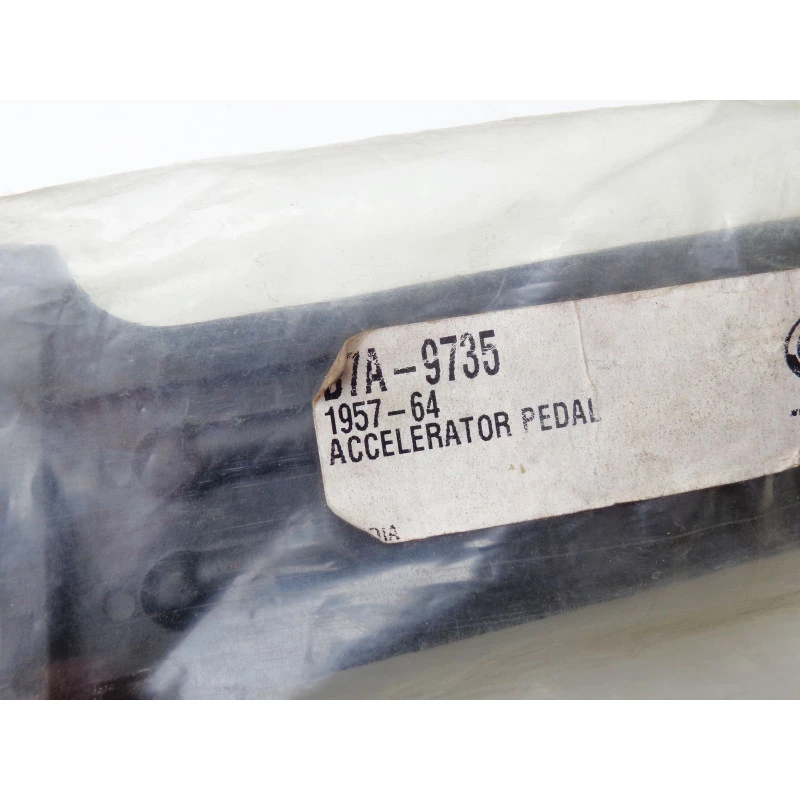 B7A-9735
1957-64
ACCELERATOR PEDAL